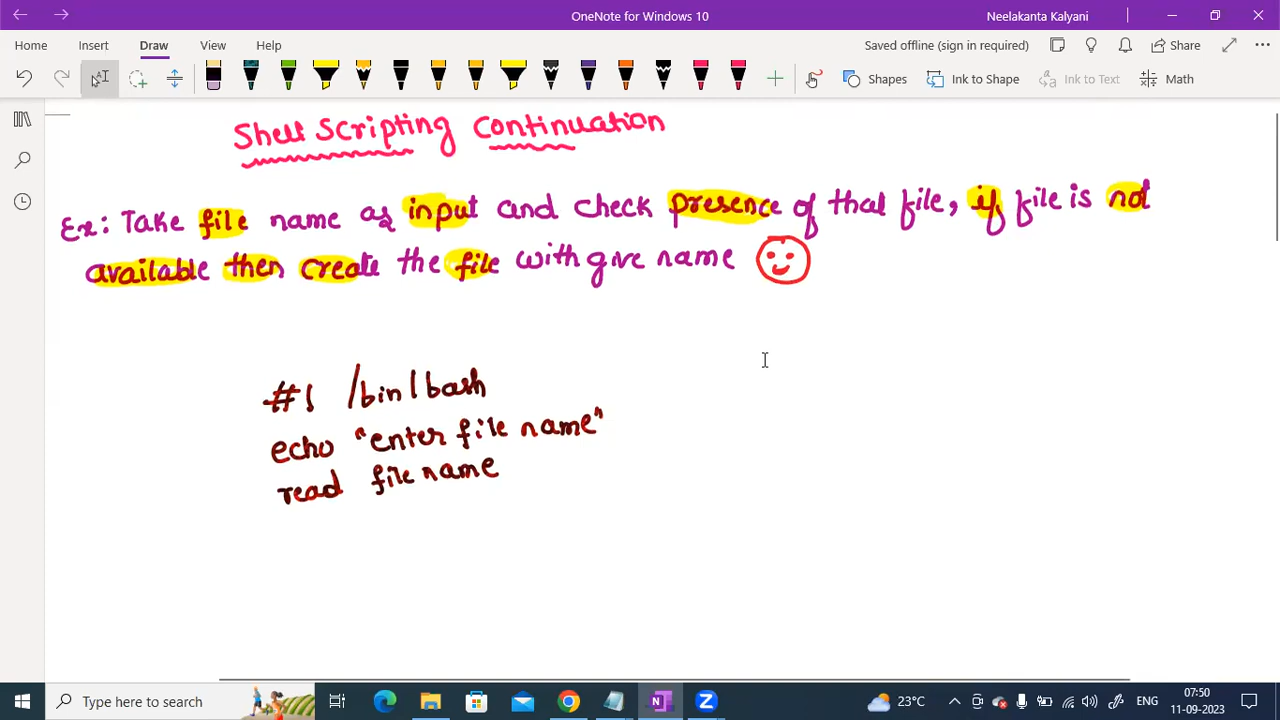 OneNote for Windows 10
Neelakanta Kalyani
Home Insert Draw View Help
Saved offline (sign in required)
Share
Shapes
Ink to Shape
Ink to Text
Math
Shell Scripting Continuation
Ex: Take file name as input and check presence of that file, if file is not
available then create the file with give name
#! /bin/bash
echo "enter file name"
read filename
Type here to search
23°C
ENG
07:50
11-09-2023